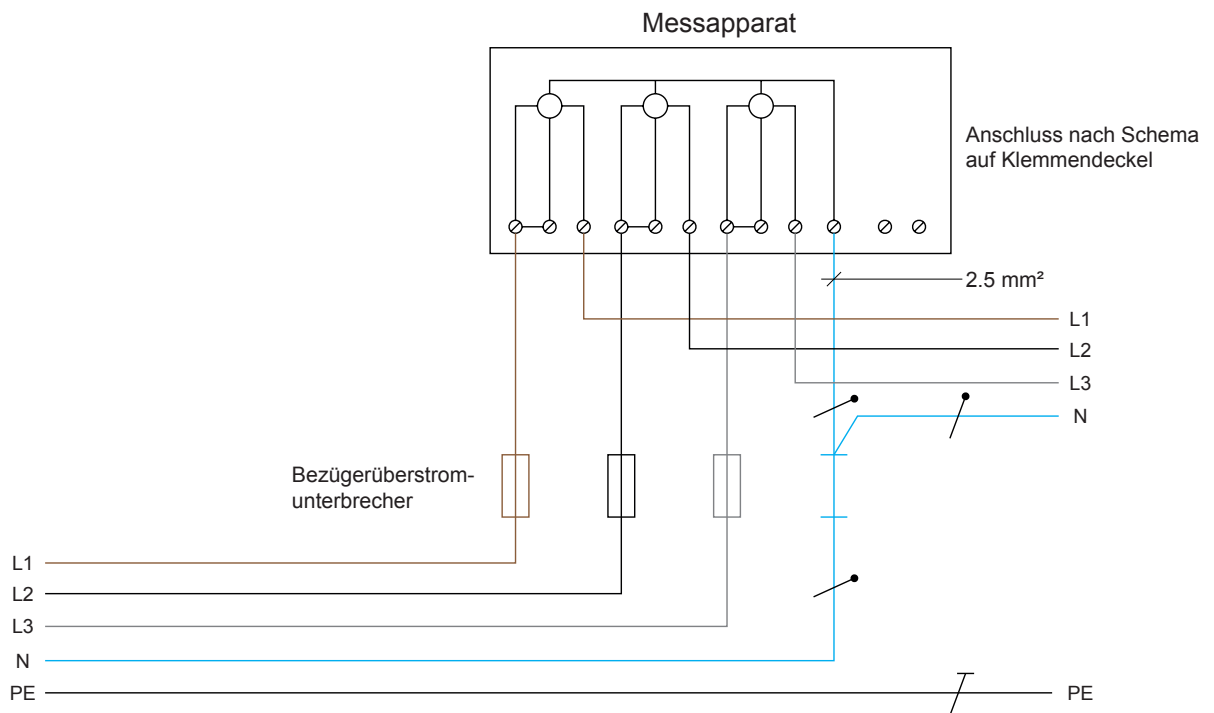 Messapparat
Anschluss nach Schema
auf Klemmendeckel
2.5 mm²
L1
L2
L3
N
Bezügerüberstrom-
unterbrecher
L1
L2
L3
N
PE
PE